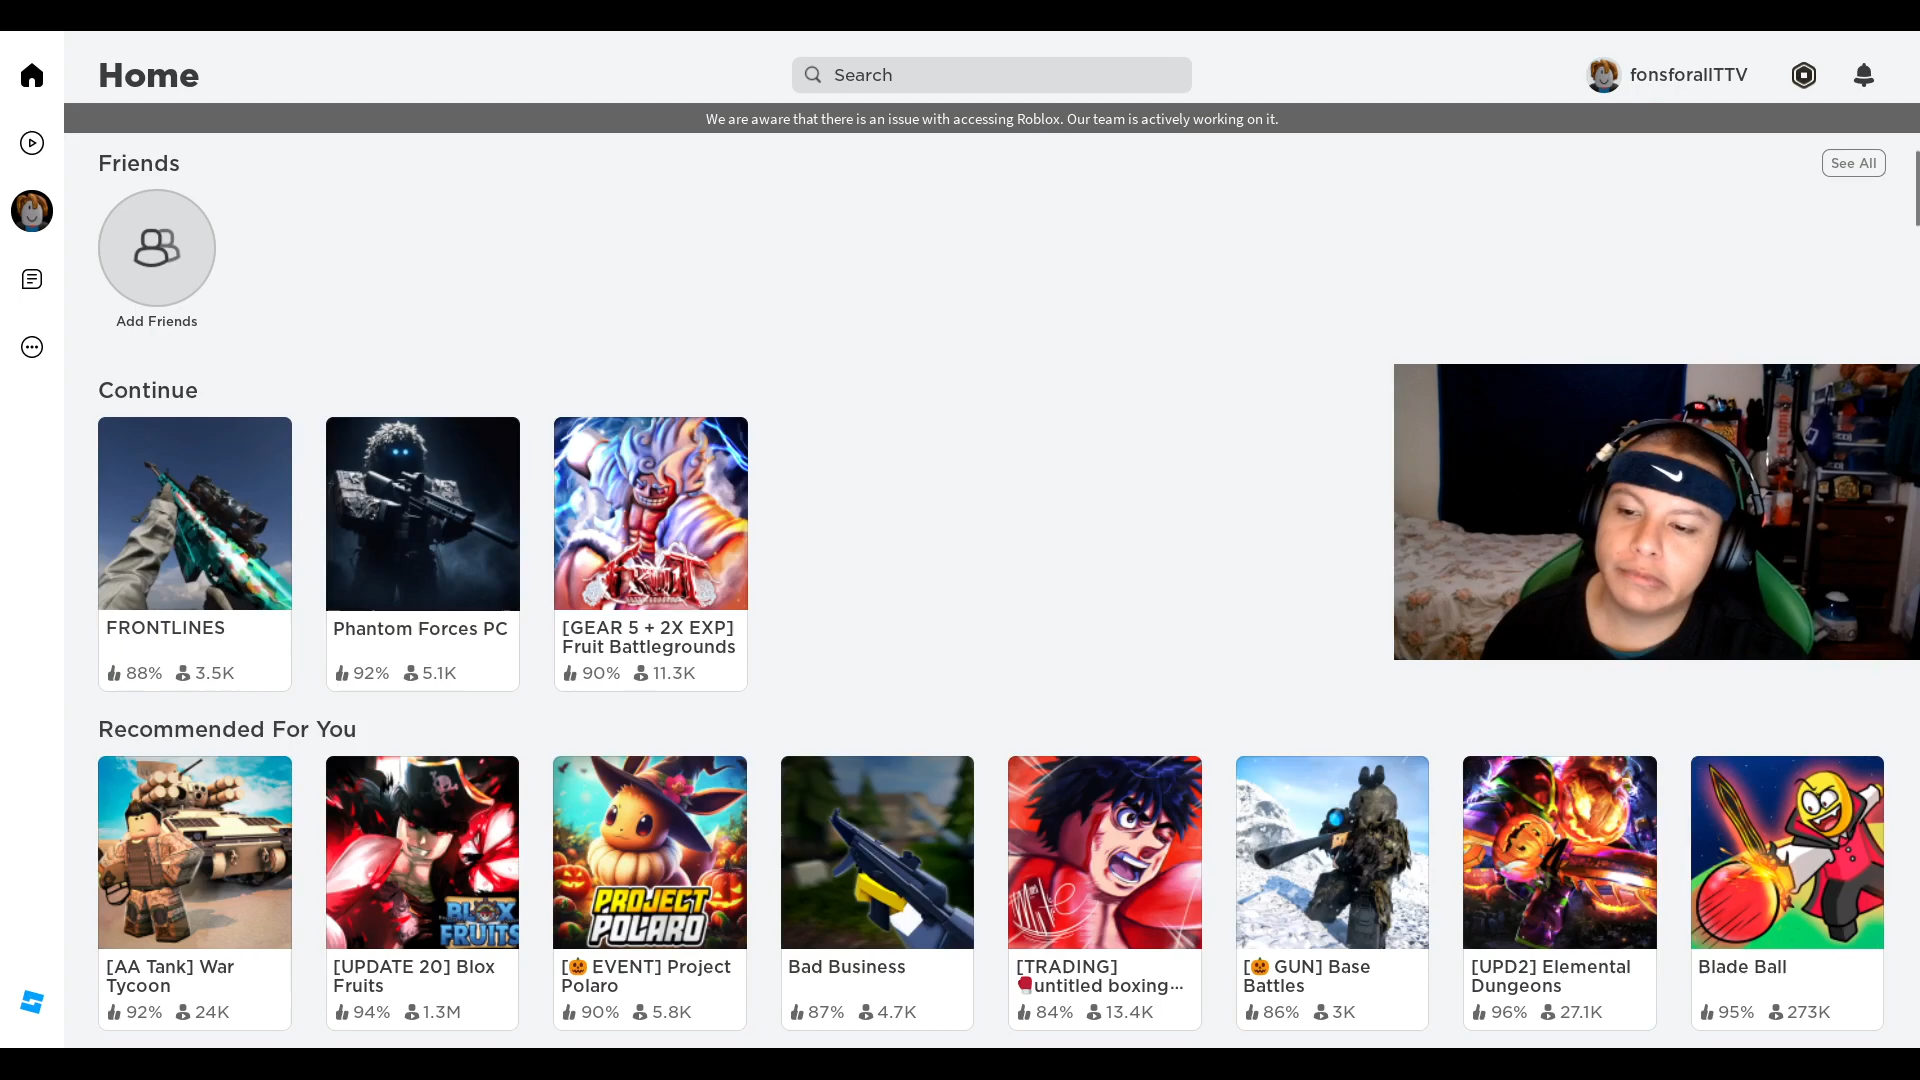 Home
Search
fonsforallTTV
We are aware that there is an issue with accessing Roblox. Our team is actively working on it.
Friends
See All
Add Friends
Continue
FRONTLINES
88% 3.5K
Phantom Forces PC
92% 5.1K
[GEAR 5 + 2X EXP]
Fruit Battlegrounds
90% 11.3K
Recommended For You
BLOX
FRUITS
PROJECT
POLARO
[AA Tank] War
Tycoon
92% 24K
[UPDATE 20] Blox
Fruits
94% 1.3M
[🎃 EVENT] Project
Polaro
90% 5.8K
Bad Business
87% 4.7K
[TRADING]
🥊untitled boxing...
84% 13.4K
[🎃 GUN] Base
Battles
86% 3K
[UPD2] Elemental
Dungeons
96% 27.1K
Blade Ball
95% 273K